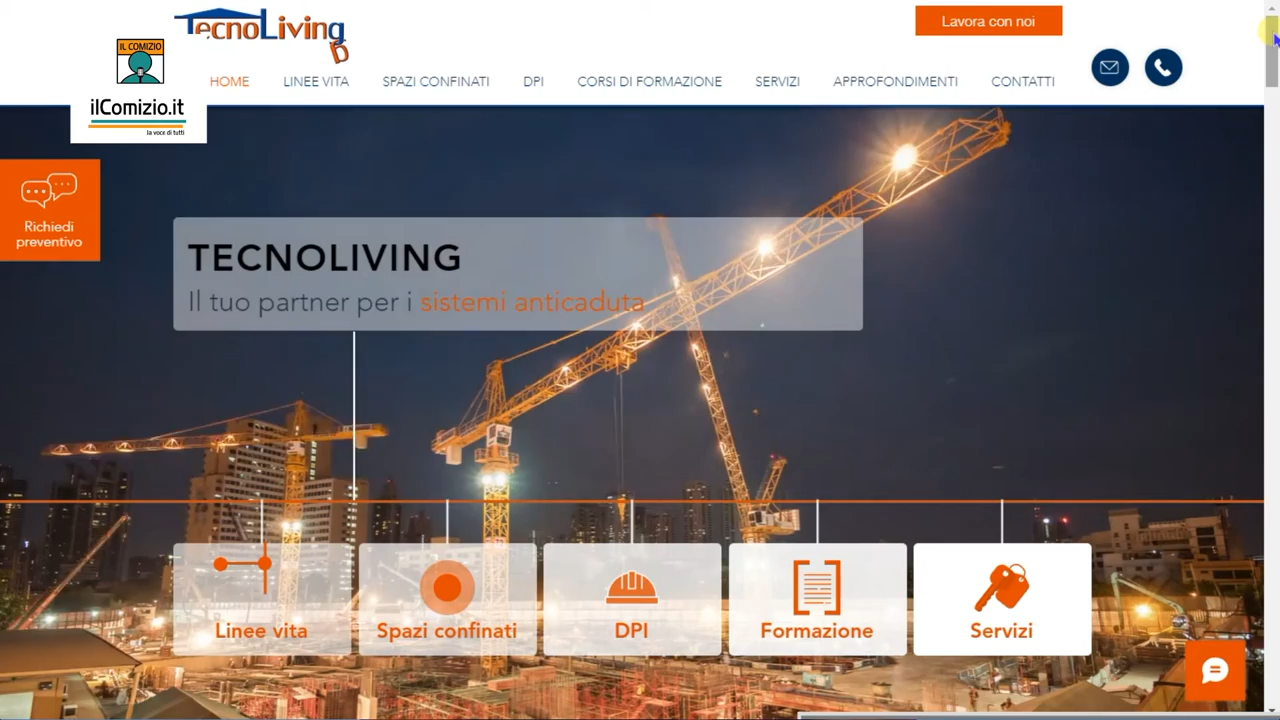 TecnoLiving
Lavora con noi
IL COMIZIO
ilComizio.it
la voce di tutti
HOME
LINEE VITA
SPAZI CONFINATI
DPI
CORSI DI FORMAZIONE
SERVIZI
APPROFONDIMENTI
CONTATTI
Richiedi
preventivo
TECNOLIVING
Il tuo partner per i sistemi anticaduta
Linee vita
Spazi confinati
DPI
Formazione
Servizi